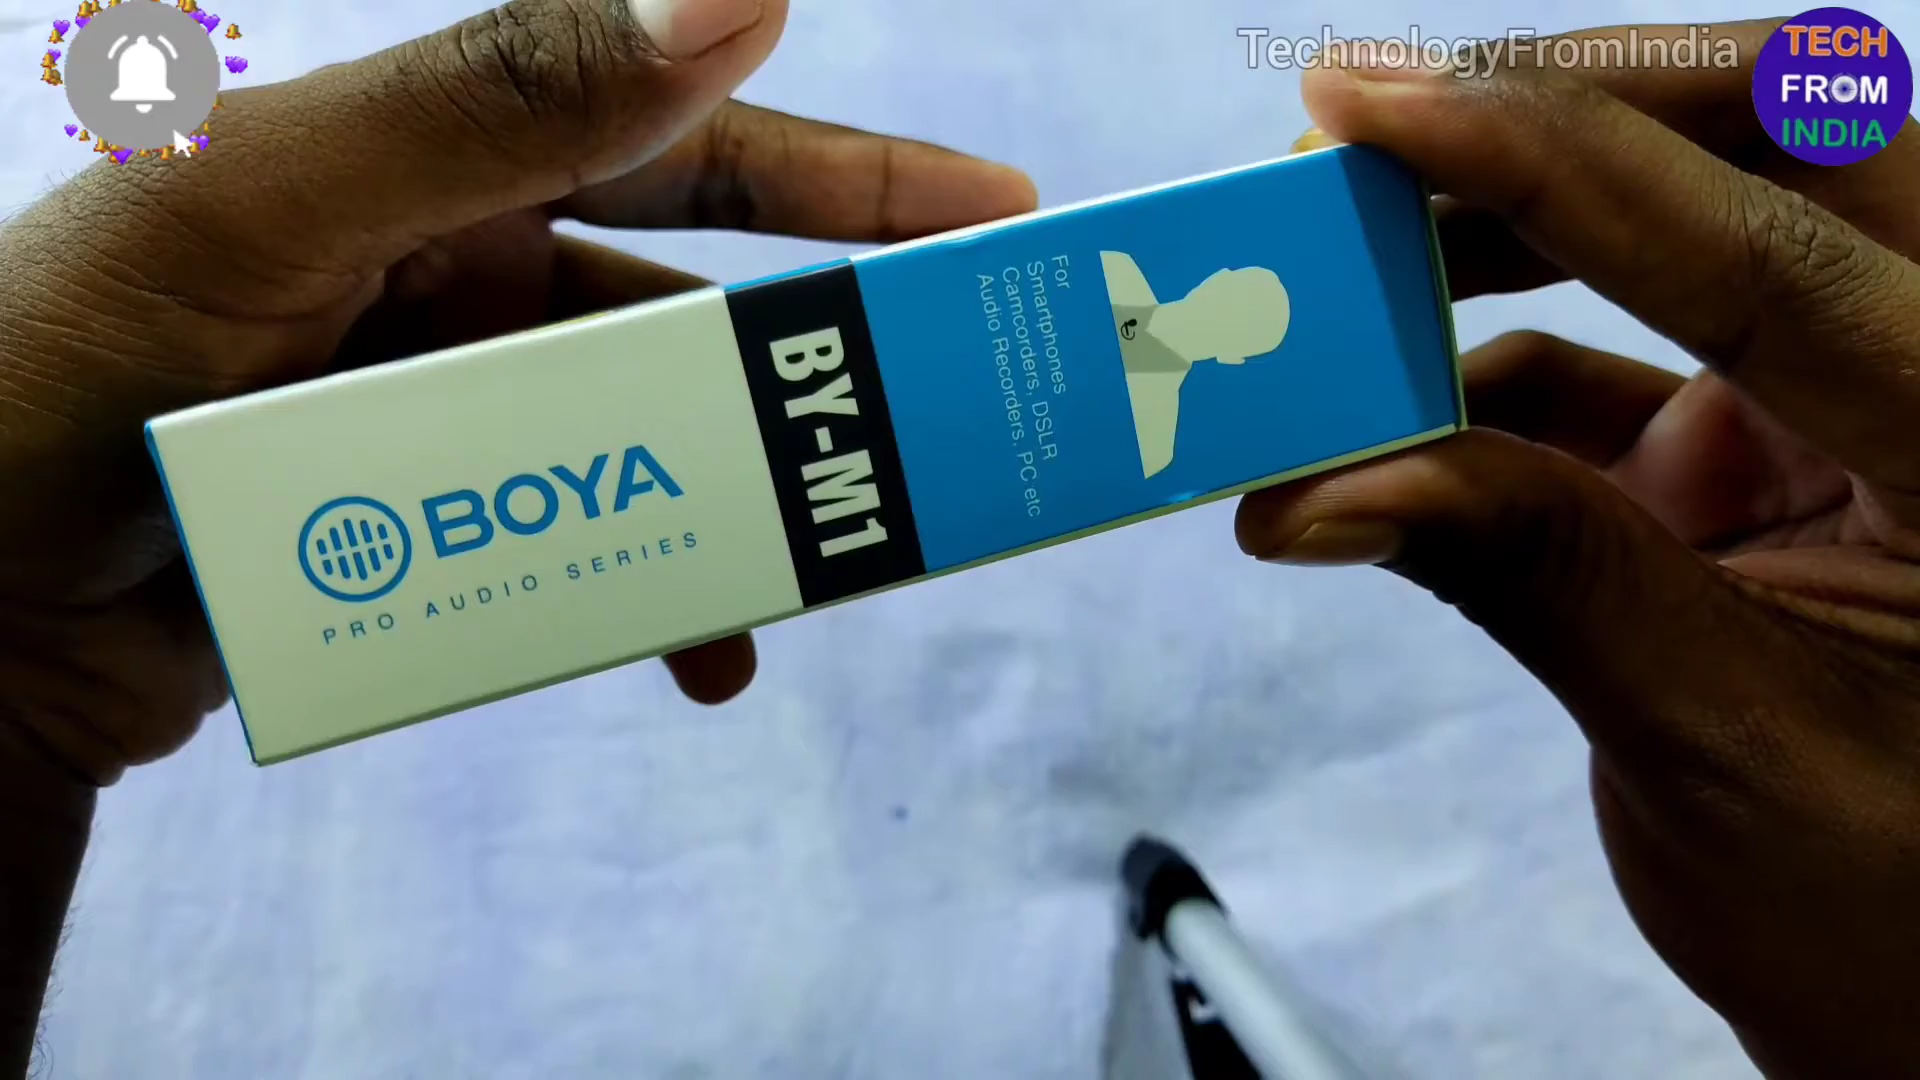 TechnologyFromIndia
TECH
FROM
INDIA
BOYA
PRO AUDIO SERIES
BY-M1
For
Smartphones
Camcorders, DSLR
Audio Recorders, PC etc